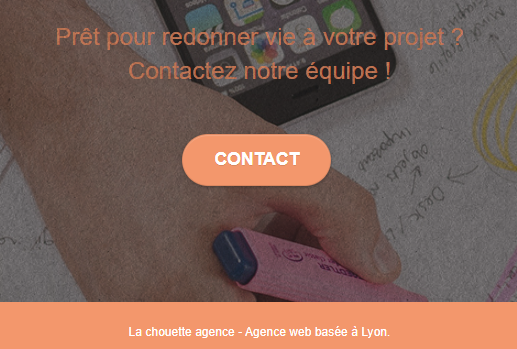 Prêt pour redonner vie à votre projet ?
Contactez notre équipe !
CONTACT
La chouette agence - Agence web basée à Lyon.